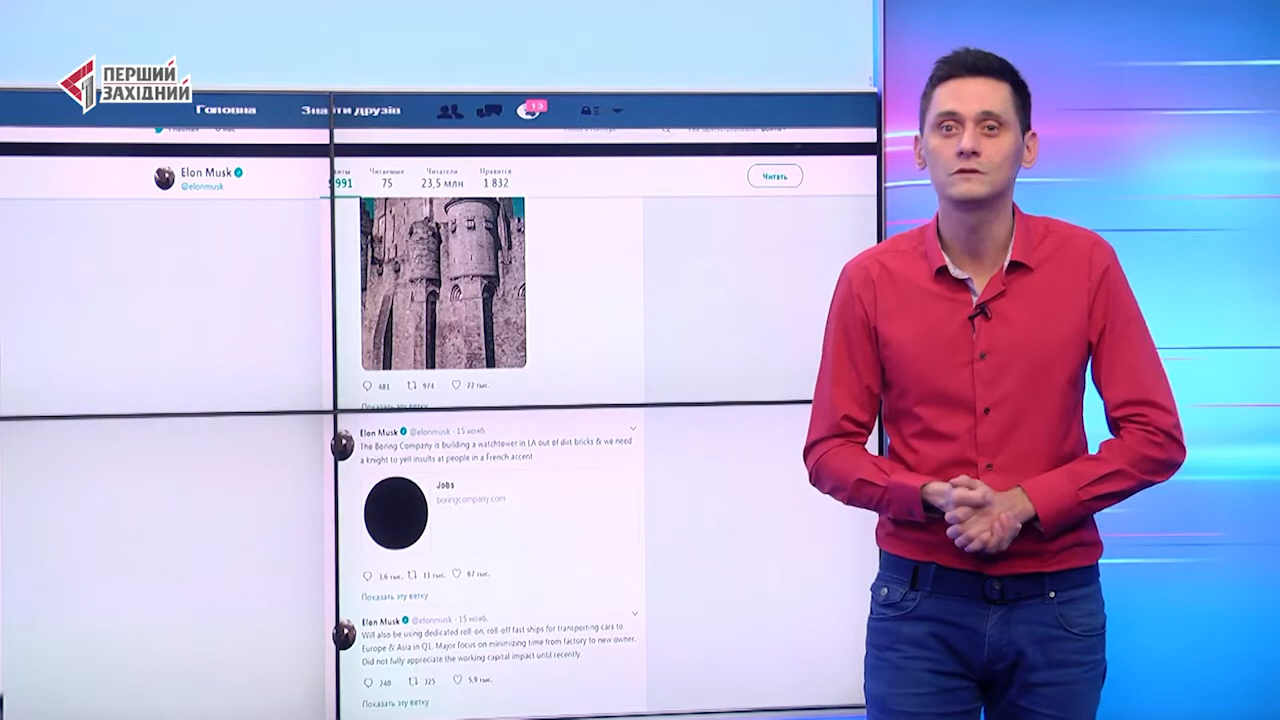 ПЕРШИЙ
ЗАХІДНИЙ
Головна
Знайти друзів
13
Elon Musk
@elonmusk
991
Читаемые
75
Читатели
23,5 млн
Нравится
1 832
Читать
481 974 22 тыс.
Показать эту ветку
Elon Musk @elonmusk · 15 нояб.
The Boring Company is building a watchtower in LA out of dirt bricks & we need
a knight to yell insults at people in a French accent
Jobs
boringcompany.com
3,6 тыс. 11 тыс. 67 тыс.
Показать эту ветку
Elon Musk @elonmusk · 15 нояб.
Will also be using dedicated roll-on, roll-off fast ships for transporting cars to
Europe & Asia in Q1. Major focus on minimizing time from factory to new owner.
Did not fully appreciate the working capital impact until recently.
240 325 5,9 тыс.
Показать эту ветку